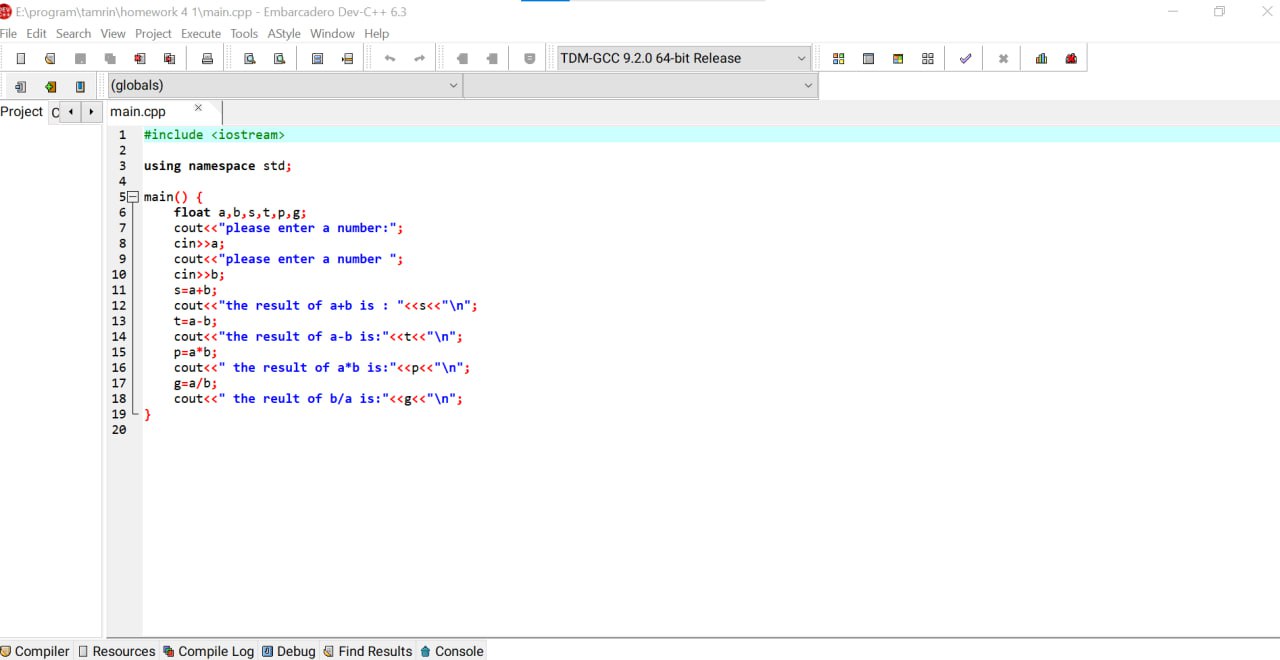 E:\program\tamrin\homework 4 1\main.cpp - Embarcadero Dev-C++ 6.3
File Edit Search View Project Execute Tools AStyle Window Help
TDM-GCC 9.2.0 64-bit Release
(globals)
Project C main.cpp
1 #include <iostream>
2
3 using namespace std;
4
5 main() {
6 float a,b,s,t,p,g;
7 cout<<"please enter a number:";
8 cin>>a;
9 cout<<"please enter a number ";
10 cin>>b;
11 s=a+b;
12 cout<<"the result of a+b is : "<<s<<"\n";
13 t=a-b;
14 cout<<"the result of a-b is:"<<t<<"\n";
15 p=a*b;
16 cout<<" the result of a*b is:"<<p<<"\n";
17 g=a/b;
18 cout<<" the reult of b/a is:"<<g<<"\n";
19 }
20
Compiler Resources Compile Log Debug Find Results Console